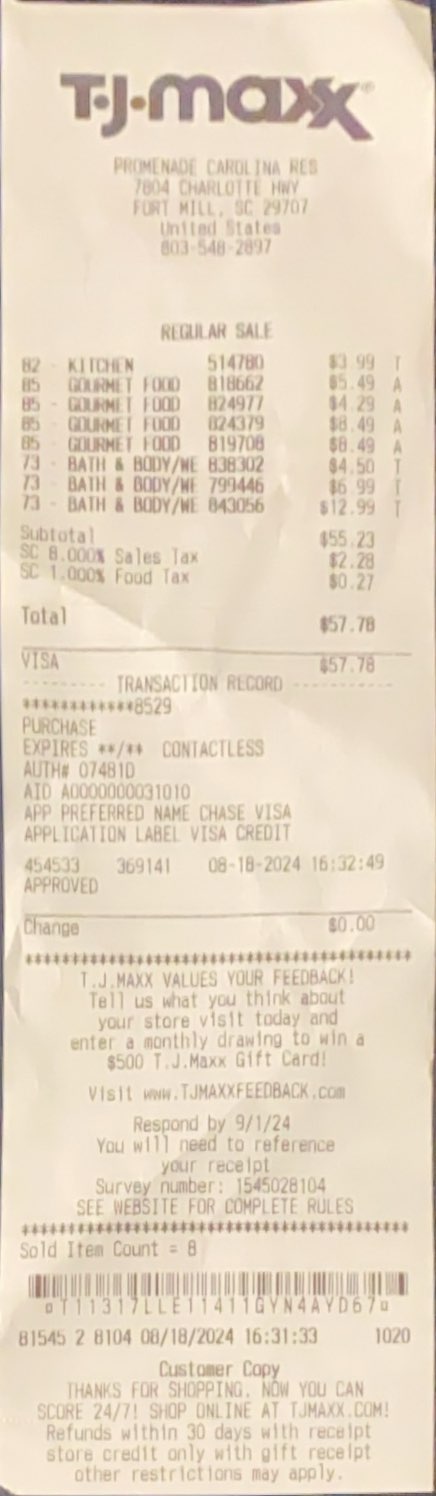 T.J.maxx®
PROMENADE CAROLINA RES
7804 CHARLOTTE HWY
FORT MILL, SC 29707
United States
803-548-2897
REGULAR SALE
82 - KITCHEN 514780 $3.99 T
85 - GOURMET FOOD 818662 $5.49 A
85 - GOURMET FOOD 824977 $4.29 A
85 - GOURMET FOOD 024379 $8.49 A
85 - GOURMET FOOD 819708 $8.49 A
73 - BATH & BODY/WE 838302 $4.50 T
73 - BATH & BODY/WE 799446 $6.99 T
73 - BATH & BODY/WE 843056 $12.99 T
Subtotal $55.23
SC 8.000% Sales Tax $2.28
SC 1.000% Food Tax $0.27
Total $57.78
VISA $57.78
--------- TRANSACTION RECORD -----------
************8529
PURCHASE
EXPIRES **/** CONTACTLESS
AUTH# 07481D
AID A0000000031010
APP PREFERRED NAME CHASE VISA
APPLICATION LABEL VISA CREDIT
454533 369141 08-18-2024 16:32:49
APPROVED
Change $0.00
******************************************
T.J.MAXX VALUES YOUR FEEDBACK!
Tell us what you think about
your store visit today and
enter a monthly drawing to win a
$500 T.J.Maxx Gift Card!
Visit www.TJMAXXFEEDBACK.com
Respond by 9/1/24
You will need to reference
your receipt
Survey number: 1545028104
SEE WEBSITE FOR COMPLETE RULES
******************************************
Sold Item Count = 8
¤T11317LLE11411GYN4AYD67¤
81545 2 8104 08/18/2024 16:31:33 1020
Customer Copy
THANKS FOR SHOPPING. NOW YOU CAN
SCORE 24/7! SHOP ONLINE AT TJMAXX.COM!
Refunds within 30 days with receipt
store credit only with gift receipt
other restrictions may apply.